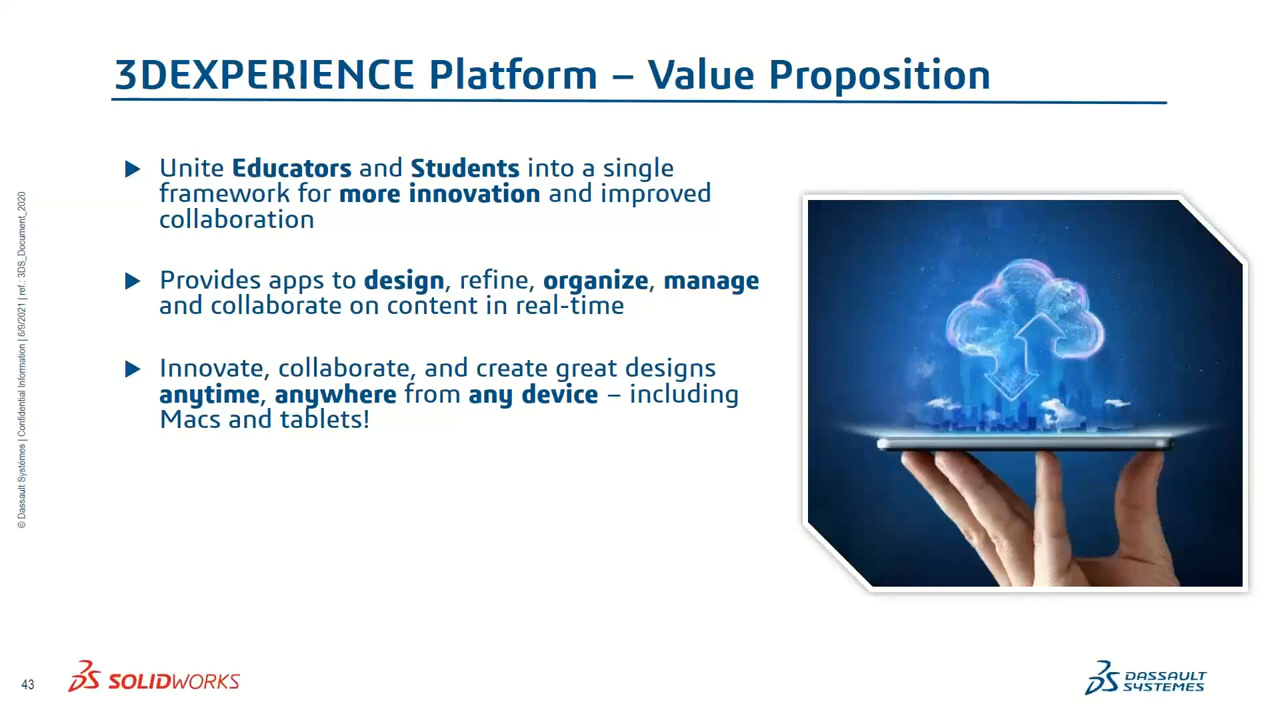 3DEXPERIENCE Platform – Value Proposition
Unite Educators and Students into a single
framework for more innovation and improved
collaboration
Provides apps to design, refine, organize, manage
and collaborate on content in real-time
Innovate, collaborate, and create great designs
anytime, anywhere from any device – including
Macs and tablets!
© Dassault Systèmes | Confidential Information | 6/9/2021 | ref.: 3DS_Document_2020
43
SOLIDWORKS
DASSAULT
SYSTEMES